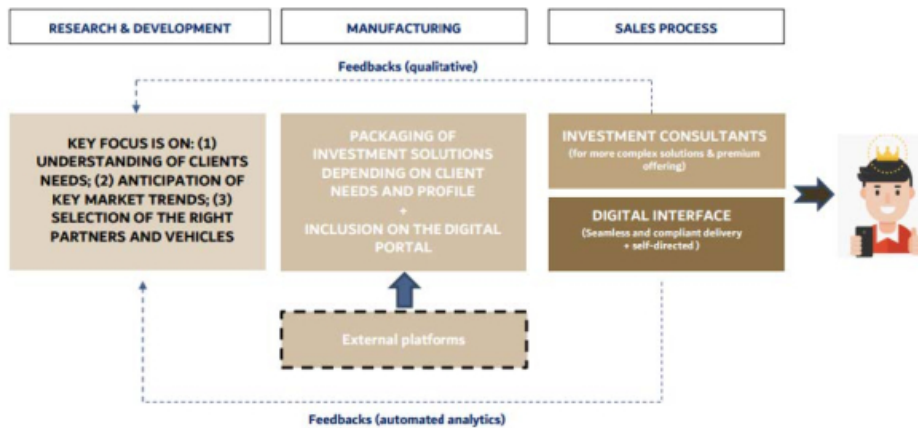 RESEARCH & DEVELOPMENT
MANUFACTURING
SALES PROCESS
Feedbacks (qualitative)
KEY FOCUS IS ON: (1)
UNDERSTANDING OF CLIENTS
NEEDS; (2) ANTICIPATION OF
KEY MARKET TRENDS; (3)
SELECTION OF THE RIGHT
PARTNERS AND VEHICLES
PACKAGING OF
INVESTMENT SOLUTIONS
DEPENDING ON CLIENT
NEEDS AND PROFILE
+
INCLUSION ON THE DIGITAL
PORTAL
INVESTMENT CONSULTANTS
(for more complex solutions & premium
offering)
DIGITAL INTERFACE
(Seamless and compliant delivery
+ self-directed )
External platforms
Feedbacks (automated analytics)